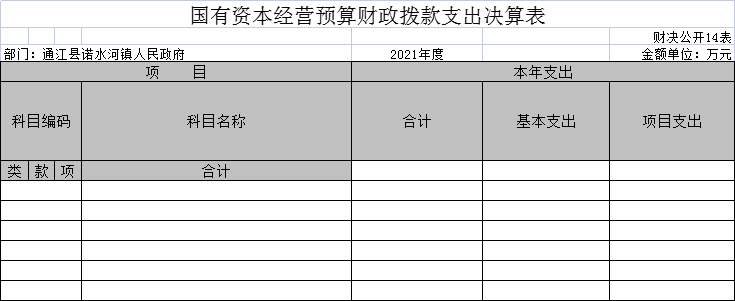 国有资本经营预算财政拨款支出决算表
财决公开14表
部门：通江县诺水河镇人民政府 2021年度 金额单位：万元
项 目 本年支出
科目编码 科目名称 合计 基本支出 项目支出
类 款 项 合计